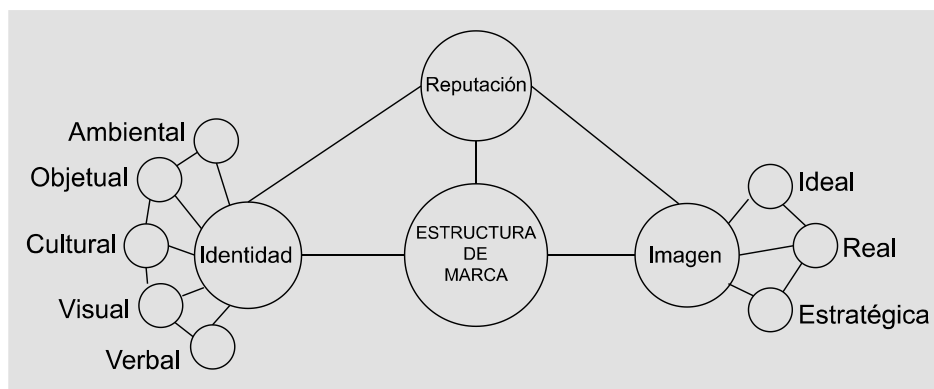 Reputación
Ambiental
Objetual
Cultural
Visual
Verbal
Identidad
ESTRUCTURA
DE
MARCA
Imagen
Ideal
Real
Estratégica